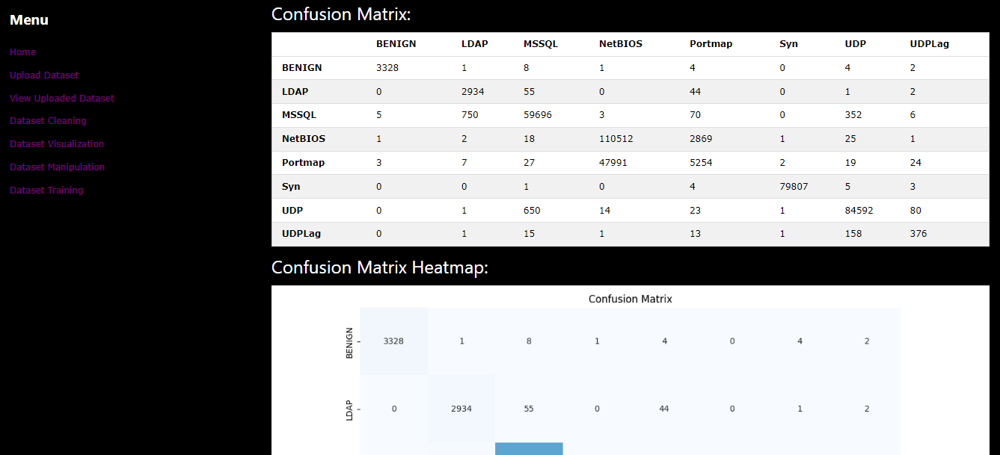 Menu
Home
Upload Dataset
View Uploaded Dataset
Dataset Cleaning
Dataset Visualization
Dataset Manipulation
Dataset Training
Confusion Matrix:
BENIGN LDAP MSSQL NetBIOS Portmap Syn UDP UDPLag
BENIGN 3328 1 8 1 4 0 4 2
LDAP 0 2934 55 0 44 0 1 2
MSSQL 5 750 59696 3 70 0 352 6
NetBIOS 1 2 18 110512 2869 1 25 1
Portmap 3 7 27 47991 5254 2 19 24
Syn 0 0 1 0 4 79807 5 3
UDP 0 1 650 14 23 1 84592 80
UDPLag 0 1 15 1 13 1 158 376
Confusion Matrix Heatmap:
Confusion Matrix
BENIGN 3328 1 8 1 4 0 4 2
LDAP 0 2934 55 0 44 0 1 2